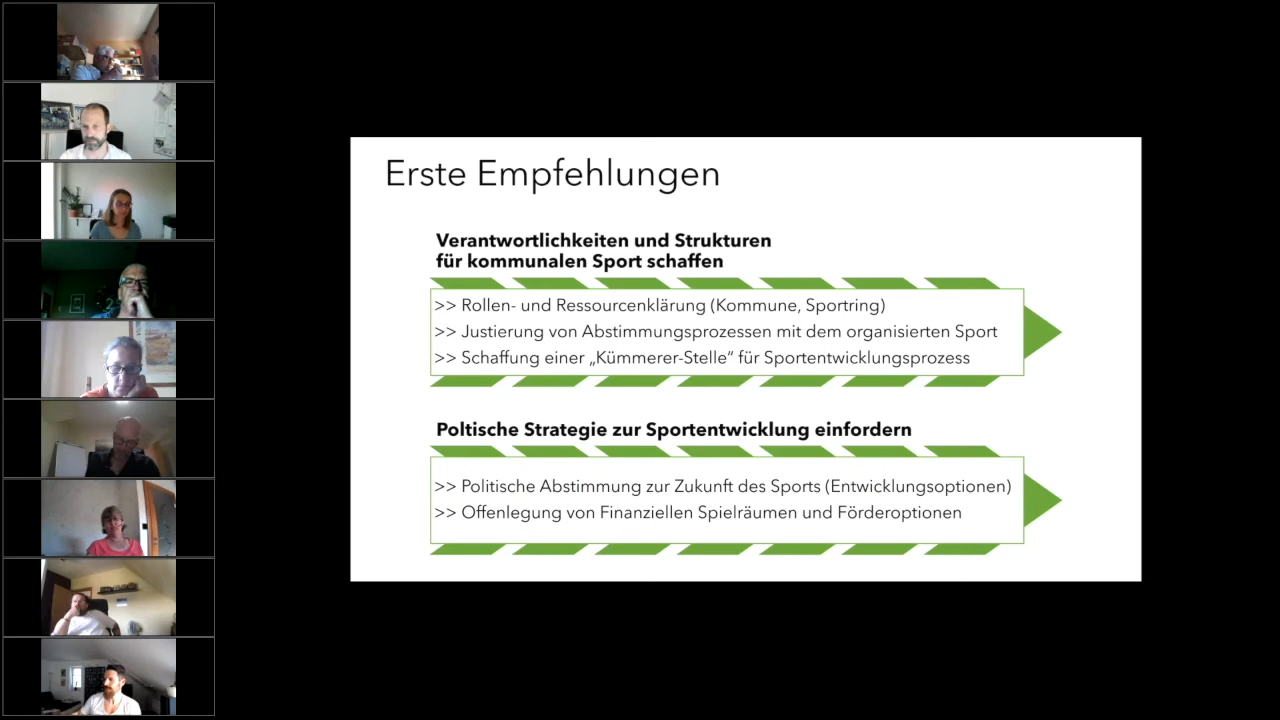 Erste Empfehlungen
Verantwortlichkeiten und Strukturen
für kommunalen Sport schaffen
>> Rollen- und Ressourcenklärung (Kommune, Sportring)
>> Justierung von Abstimmungsprozessen mit dem organisierten Sport
>> Schaffung einer „Kümmerer-Stelle“ für Sportentwicklungsprozess
Poltische Strategie zur Sportentwicklung einfordern
>> Politische Abstimmung zur Zukunft des Sports (Entwicklungsoptionen)
>> Offenlegung von Finanziellen Spielräumen und Förderoptionen